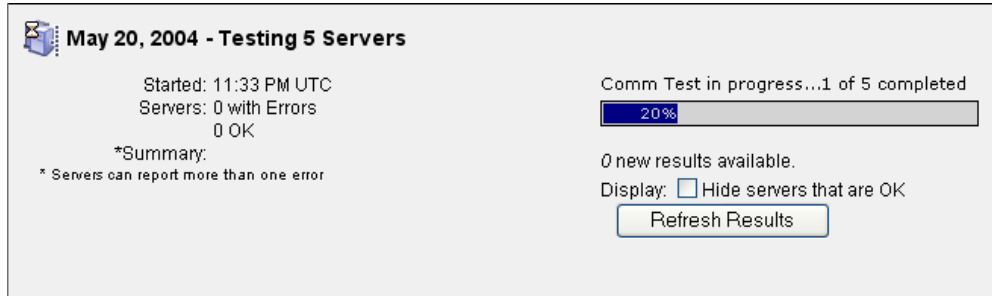 May 20, 2004 - Testing 5 Servers
Started: 11:33 PM UTC
Servers: 0 with Errors
0 OK
*Summary:
* Servers can report more than one error
Comm Test in progress...1 of 5 completed
20%
0 new results available.
Display: Hide servers that are OK
Refresh Results